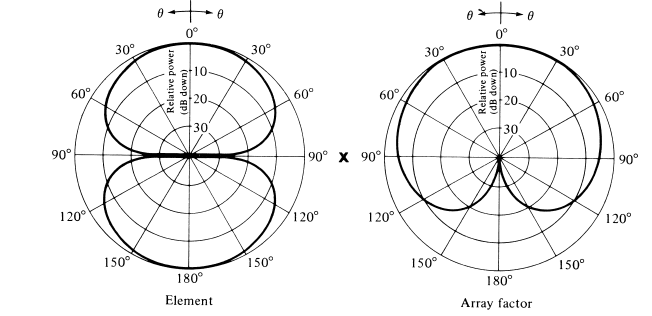 θ θ
0°
30° 30°
60° 60°
90° 90°
120° 120°
150° 150°
180°
Relative power
(dB down)
10
20
30
Element
x
θ θ
0°
30° 30°
60° 60°
90° 90°
120° 120°
150° 150°
180°
Relative power
(dB down)
10
20
30
Array factor